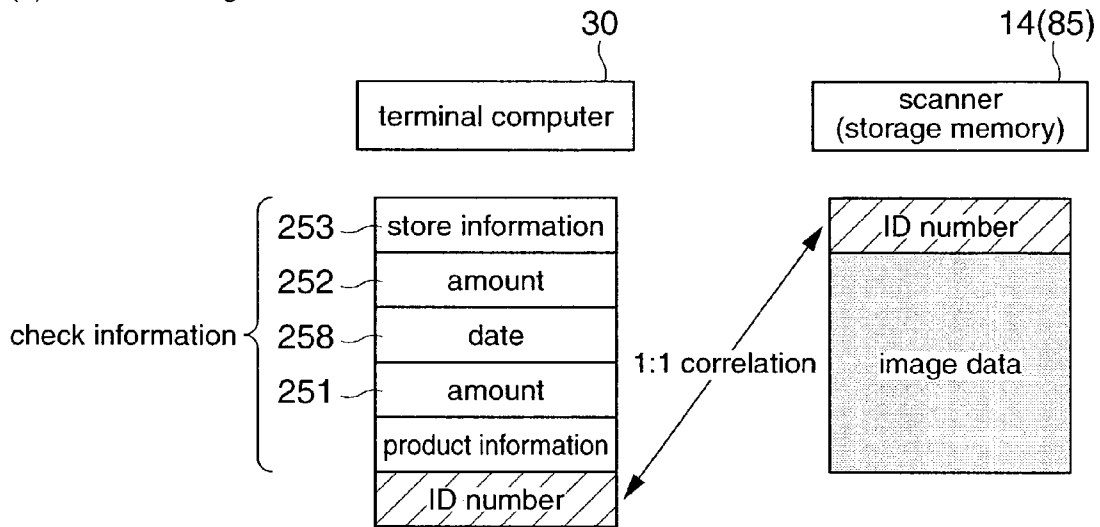 30
14(85)
terminal computer
scanner
(storage memory)
253
store information
ID number
252
amount
check information
258
date
1:1 correlation
image data
251
amount
product information
ID number